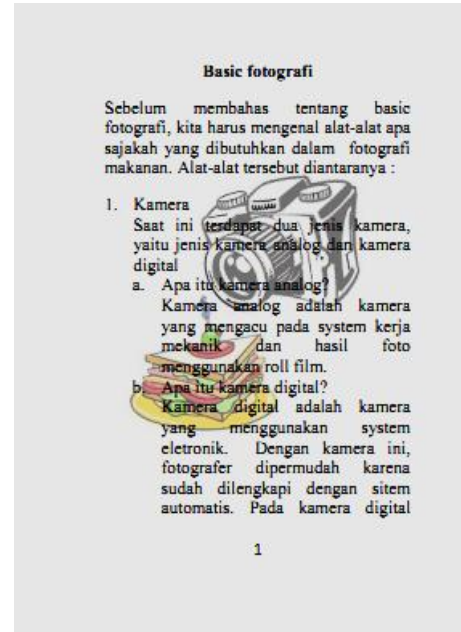 Basic fotografi
Sebelum membahas tentang basic
fotografi, kita harus mengenal alat-alat apa
sajakah yang dibutuhkan dalam fotografi
makanan. Alat-alat tersebut diantaranya :
1. Kamera
Saat ini terdapat dua jenis kamera,
yaitu jenis kamera analog dan kamera
digital
a. Apa itu kamera analog?
Kamera analog adalah kamera
yang mengacu pada system kerja
mekanik dan hasil foto
menggunakan roll film.
b. Apa itu kamera digital?
Kamera digital adalah kamera
yang menggunakan system
eletronik. Dengan kamera ini,
fotografer dipermudah karena
sudah dilengkapi dengan sitem
automatis. Pada kamera digital
1